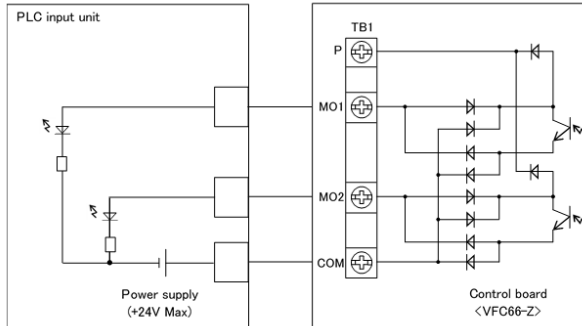 PLC input unit
TB1
P
MO1
MO2
COM
Power supply
(+24V Max)
Control board
<VFC66-Z>